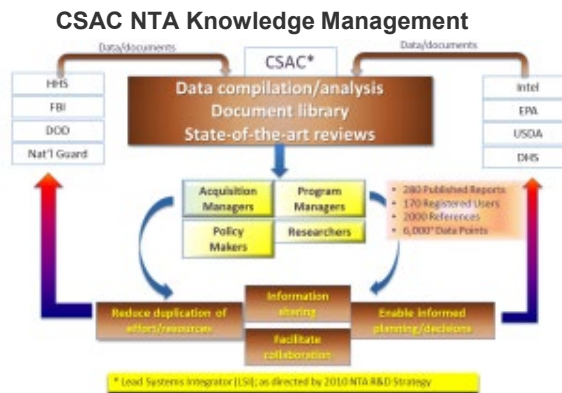 CSAC NTA Knowledge Management
Data/documents
Data/documents
CSAC*
HHS
FBI
DOD
Nat'l Guard
Data compilation/analysis
Document library
State-of-the-art reviews
Intel
EPA
USDA
DHS
Acquisition
Managers
Program
Managers
Policy
Makers
Researchers
• 280 Published Reports
• 170 Registered Users
• 2000 References
• 6,000+ Data Points
Reduce duplication of
effort/resources
Information
sharing
Facilitate
collaboration
Enable informed
planning/decisions
* Lead Systems Integrator (LSI); as directed by 2010 NTA R&D Strategy